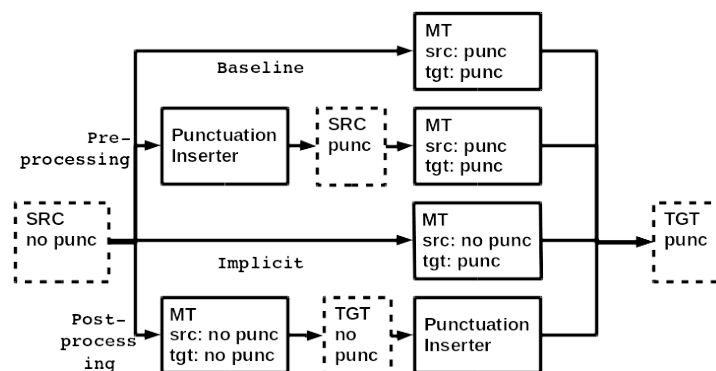 MT
src: punc
tgt: punc
Baseline
Pre-
processing
Punctuation
Inserter
SRC
punc
MT
src: punc
tgt: punc
SRC
no punc
Implicit
MT
src: no punc
tgt: punc
TGT
punc
Post-
process
ing
MT
src: no punc
tgt: no punc
TGT
no
punc
Punctuation
Inserter